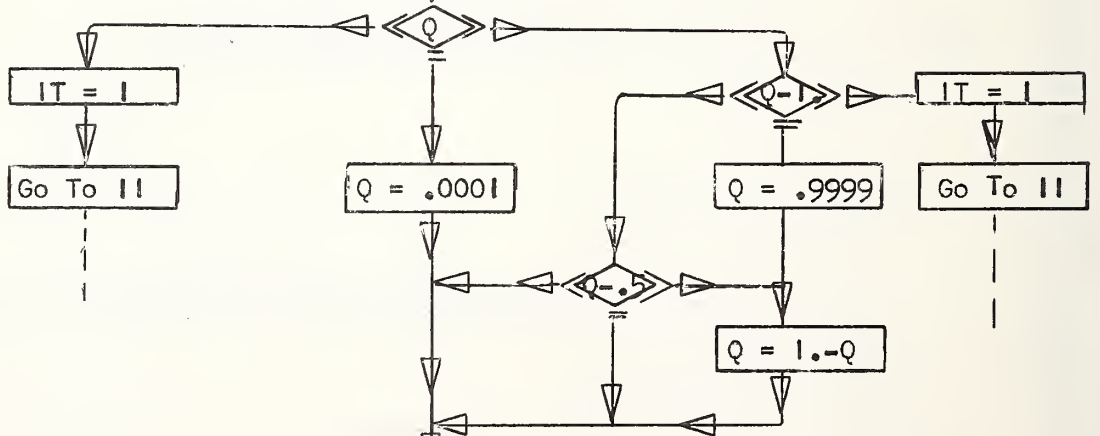 < Q >
=
IT = 1
< Q-1. >
=
IT = 1
Go To 11
Q = .0001
Q = .9999
Go To 11
< Q-.5 >
=
Q = 1.-Q